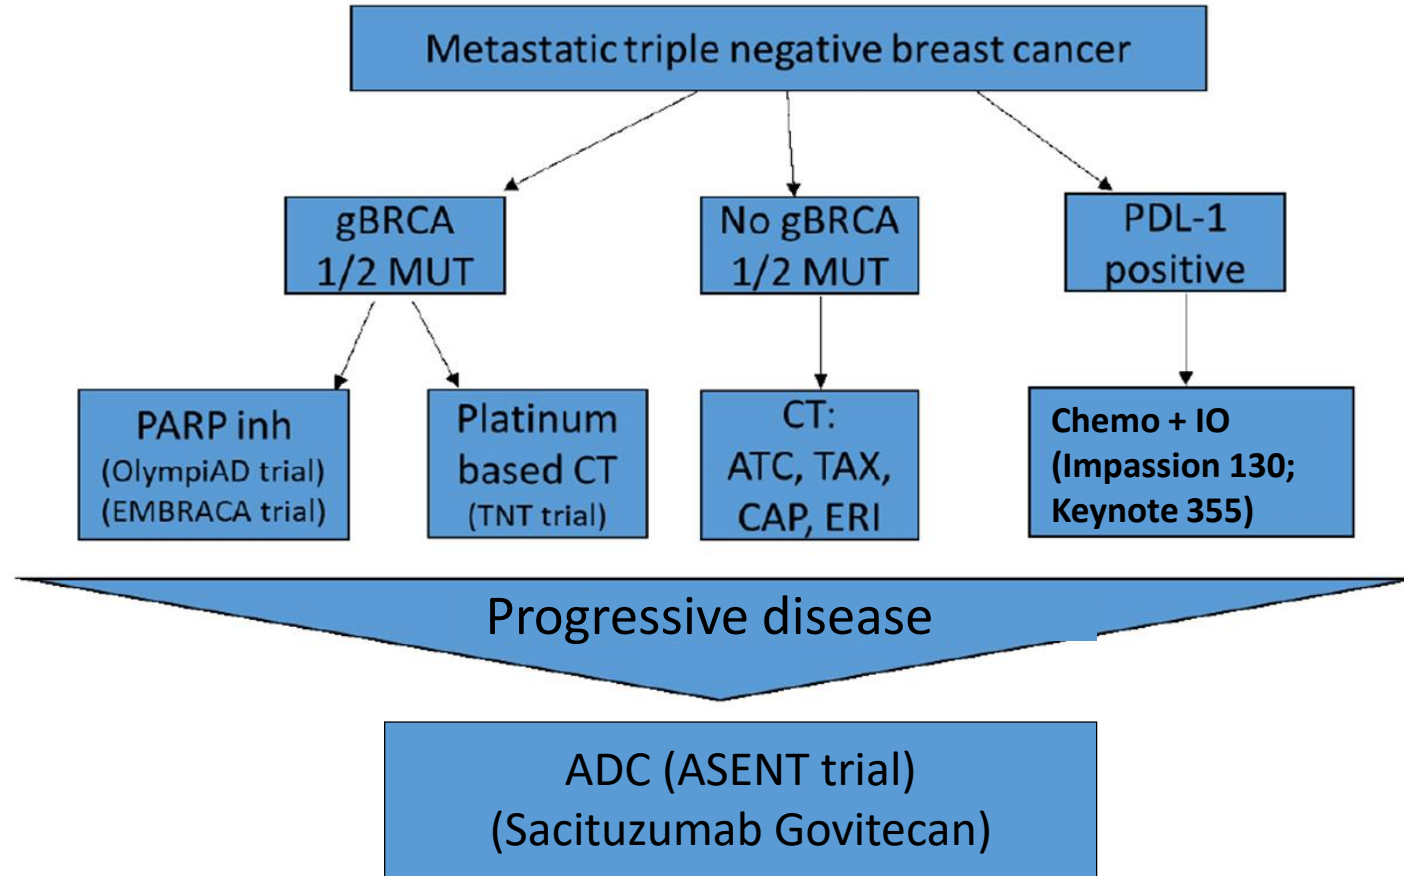 Metastatic triple negative breast cancer
gBRCA
1/2 MUT
No gBRCA
1/2 MUT
PDL-1
positive
PARP inh
(OlympiAD trial)
(EMBRACA trial)
Platinum
based CT
(TNT trial)
CT:
ATC, TAX,
CAP, ERI
Chemo + IO
(Impassion 130;
Keynote 355)
Progressive disease
ADC (ASENT trial)
(Sacituzumab Govitecan)